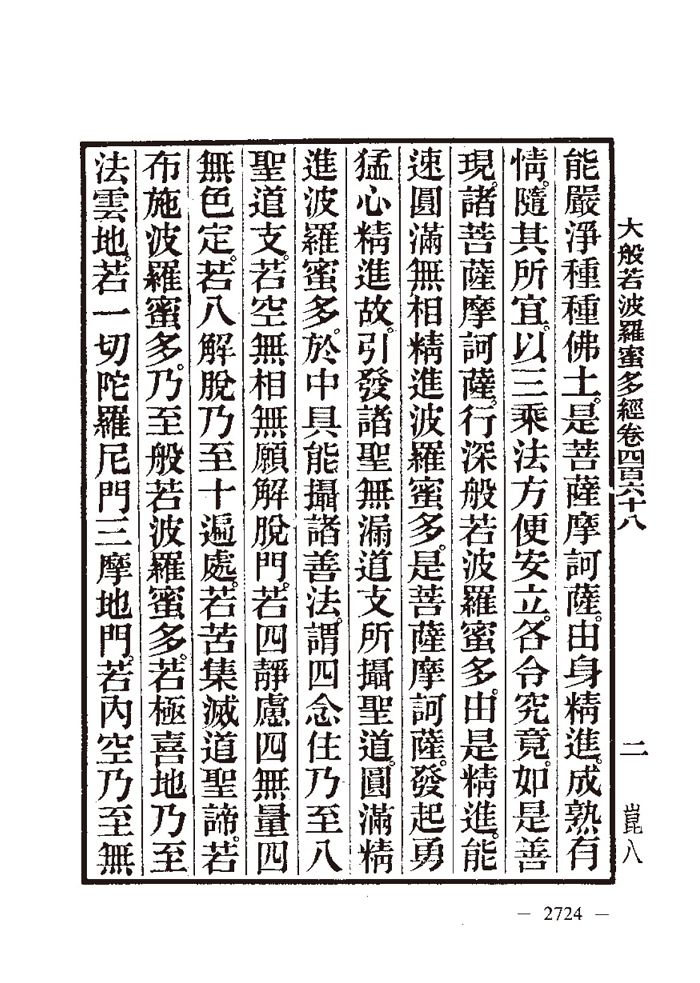 大般若波羅蜜多經卷四百六十八
二
崑八
能嚴淨種種佛土。是菩薩摩訶薩。由身精進。成熟有
情。隨其所宜。以三乘法方便安立。各令究竟。如是善
現。諸菩薩摩訶薩。行深般若波羅蜜多。由是精進。能
速圓滿無相精進波羅蜜多。是菩薩摩訶薩。發起勇
猛心精進故。引發諸聖無漏道支所攝聖道。圓滿精
進波羅蜜多。於中具能攝諸善法。謂四念住乃至八
聖道支。若空無相無願解脫門。若四靜慮四無量四
無色定。若八解脫乃至十遍處。若苦集滅道聖諦。若
布施波羅蜜多。乃至般若波羅蜜多。若極喜地乃至
法雲地。若一切陀羅尼門三摩地門。若內空乃至無
— 2724 —